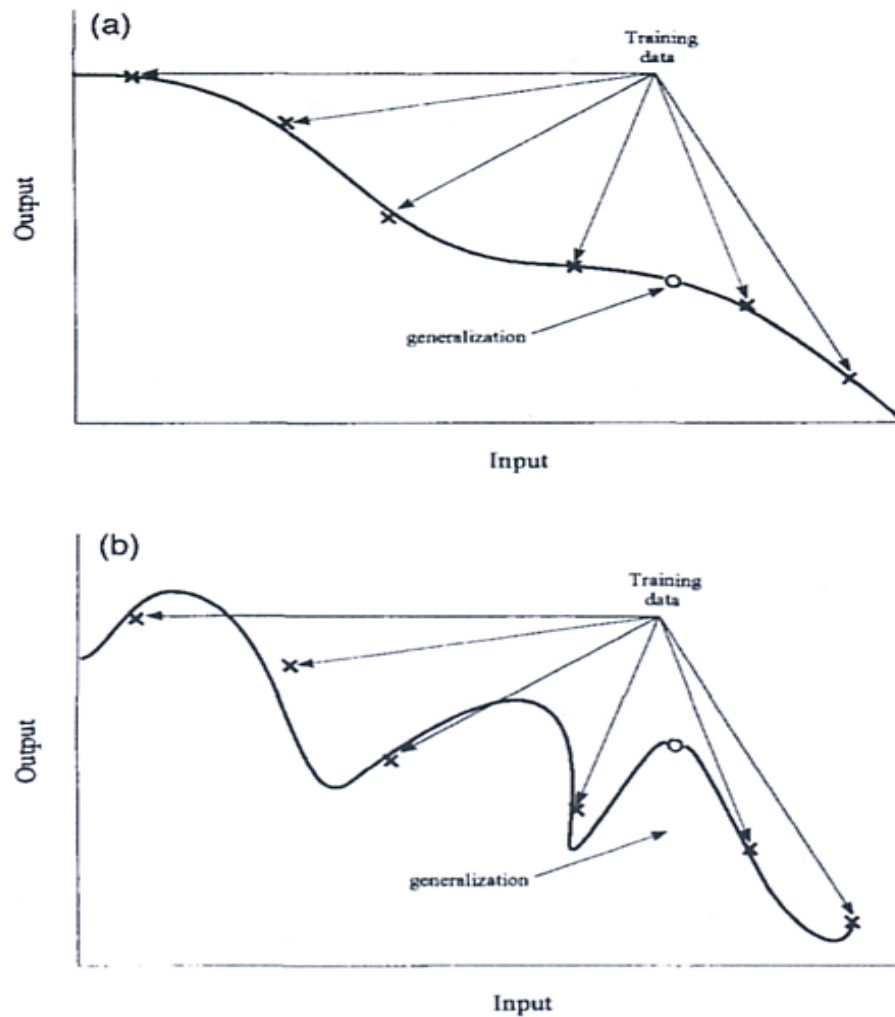 (a)
Training
data
Output
generalization
Input
(b)
Training
data
Output
generalization
Input